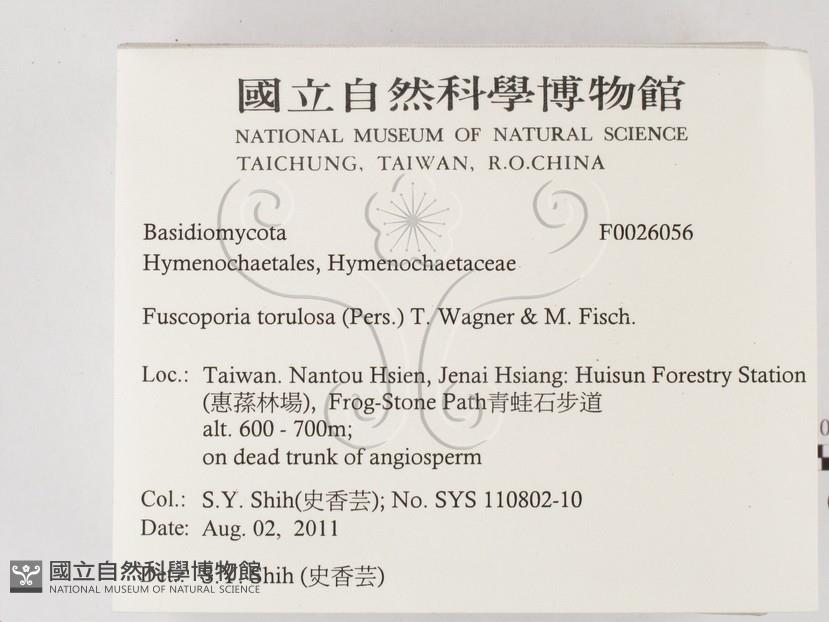 國立自然科學博物館
NATIONAL MUSEUM OF NATURAL SCIENCE
TAICHUNG, TAIWAN, R.O.CHINA
Basidiomycota F0026056
Hymenochaetales, Hymenochaetaceae
Fuscoporia torulosa (Pers.) T. Wagner & M. Fisch.
Loc.: Taiwan. Nantou Hsien, Jenai Hsiang: Huisun Forestry Station
(惠蓀林場), Frog-Stone Path青蛙石步道
alt. 600 - 700m;
on dead trunk of angiosperm
Col.: S.Y. Shih(史香芸); No. SYS 110802-10
Date: Aug. 02, 2011
Det.: S.Y. Shih (史香芸)
國立自然科學博物館
NATIONAL MUSEUM OF NATURAL SCIENCE